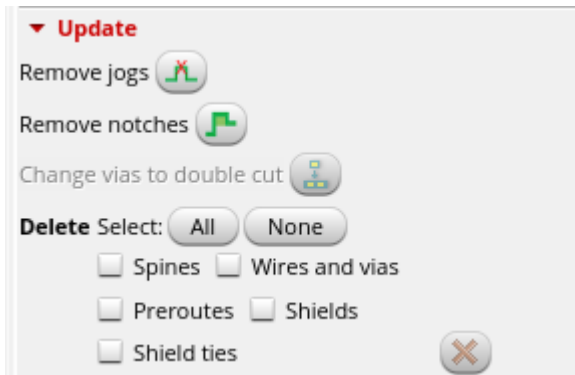 Update
Remove jogs
Remove notches
Change vias to double cut
Delete Select: All None
Spines Wires and vias
Preroutes Shields
Shield ties